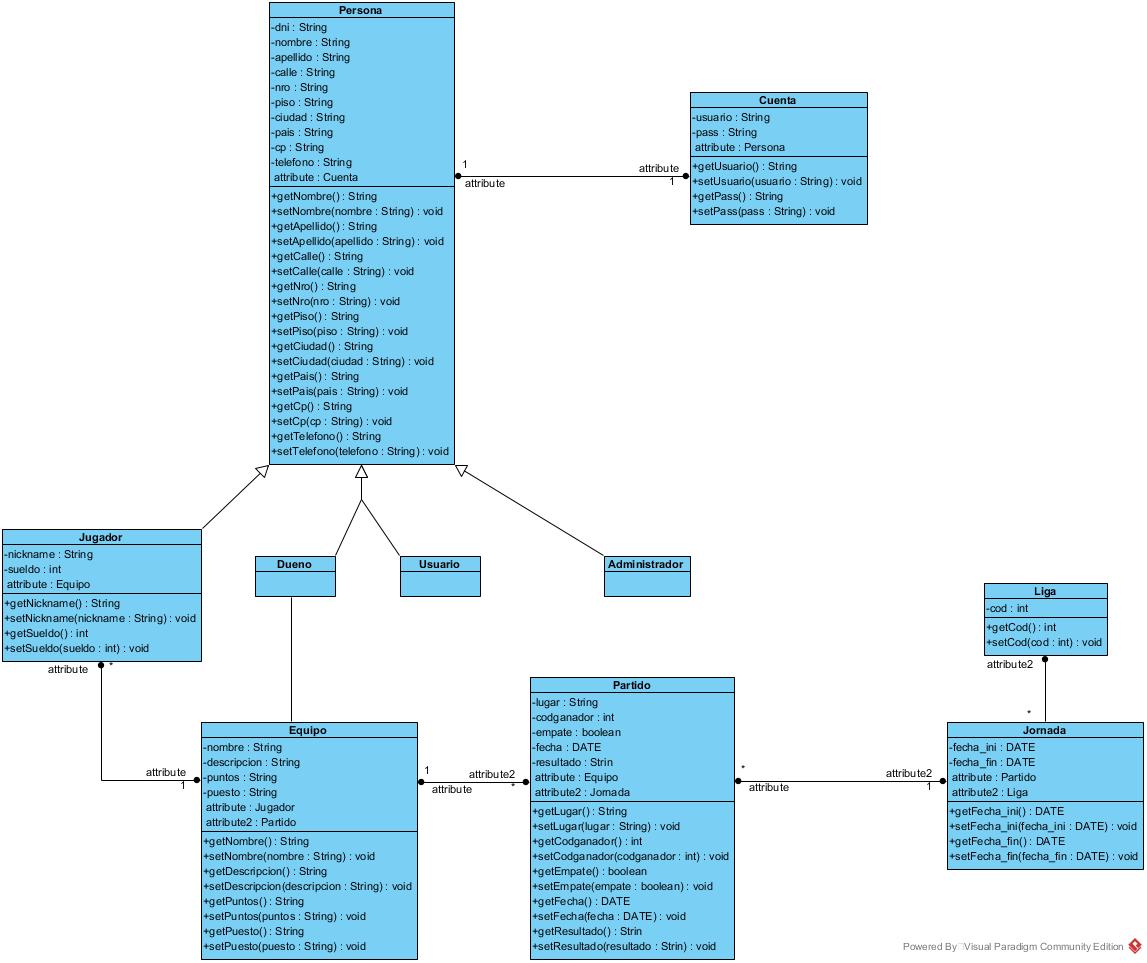 Persona
-dni : String
-nombre : String
-apellido : String
-calle : String
-nro : String
-piso : String
-ciudad : String
-pais : String
-cp : String
-telefono : String
attribute : Cuenta
+getNombre() : String
+setNombre(nombre : String) : void
+getApellido() : String
+setApellido(apellido : String) : void
+getCalle() : String
+setCalle(calle : String) : void
+getNro() : String
+setNro(nro : String) : void
+getPiso() : String
+setPiso(piso : String) : void
+getCiudad() : String
+setCiudad(ciudad : String) : void
+getPais() : String
+setPais(pais : String) : void
+getCp() : String
+setCp(cp : String) : void
+getTelefono() : String
+setTelefono(telefono : String) : void
1
attribute
attribute
1
Cuenta
-usuario : String
-pass : String
attribute : Persona
+getUsuario() : String
+setUsuario(usuario : String) : void
+getPass() : String
+setPass(pass : String) : void
Jugador
-nickname : String
-sueldo : int
attribute : Equipo
+getNickname() : String
+setNickname(nickname : String) : void
+getSueldo() : int
+setSueldo(sueldo : int) : void
attribute
*
attribute
1
Dueno
Usuario
Administrador
Equipo
-nombre : String
-descripcion : String
-puntos : String
-puesto : String
attribute : Jugador
attribute2 : Partido
+getNombre() : String
+setNombre(nombre : String) : void
+getDescripcion() : String
+setDescripcion(descripcion : String) : void
+getPuntos() : String
+setPuntos(puntos : String) : void
+getPuesto() : String
+setPuesto(puesto : String) : void
1
attribute
attribute2
*
Partido
-lugar : String
-codganador : int
-empate : boolean
-fecha : DATE
-resultado : Strin
attribute : Equipo
attribute2 : Jornada
+getLugar() : String
+setLugar(lugar : String) : void
+getCodganador() : int
+setCodganador(codganador : int) : void
+getEmpate() : boolean
+setEmpate(empate : boolean) : void
+getFecha() : DATE
+setFecha(fecha : DATE) : void
+getResultado() : Strin
+setResultado(resultado : Strin) : void
*
attribute
attribute2
1
Liga
-cod : int
+getCod() : int
+setCod(cod : int) : void
attribute2
*
Jornada
-fecha_ini : DATE
-fecha_fin : DATE
attribute : Partido
attribute2 : Liga
+getFecha_ini() : DATE
+setFecha_ini(fecha_ini : DATE) : void
+getFecha_fin() : DATE
+setFecha_fin(fecha_fin : DATE) : void
Powered By Visual Paradigm Community Edition